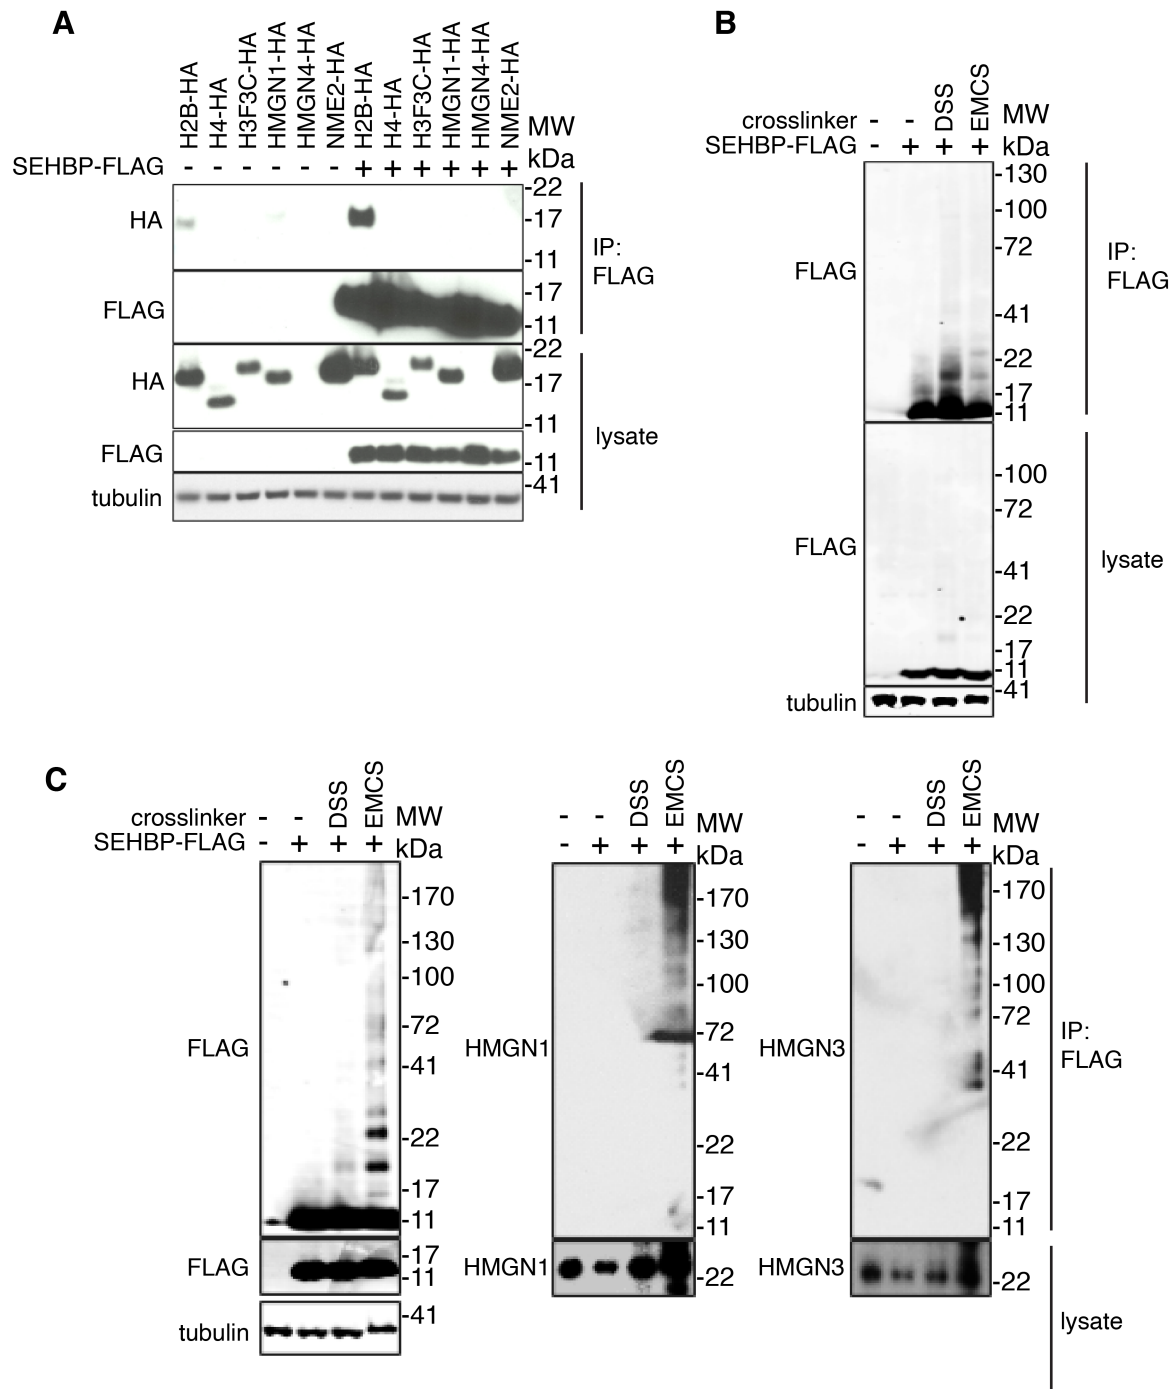 A
H2B-HA H4-HA H3F3C-HA HMGN1-HA HMGN4-HA NME2-HA H2B-HA H4-HA H3F3C-HA HMGN1-HA HMGN4-HA NME2-HA
MW
kDa
SEHBP-FLAG - - - - - - + + + + + +
HA
-22
-17
-11
FLAG
-17
-11
IP:
FLAG
HA
-22
-17
-11
FLAG
-11
tubulin
-41
lysate
B
crosslinker - - DSS EMCS MW
SEHBP-FLAG - + + + kDa
FLAG
-130
-100
-72
-41
-22
-17
-11
IP:
FLAG
FLAG
-100
-72
-41
-22
-17
-11
tubulin
-41
lysate
C
crosslinker - - DSS EMCS MW
SEHBP-FLAG - + + + kDa
FLAG
-170
-130
-100
-72
-41
-22
-17
-11
FLAG
-17
-11
tubulin
-41
- - DSS EMCS MW
- + + + kDa
HMGN1
-170
-130
-100
-72
-41
-22
-17
-11
HMGN1
-22
- - DSS EMCS MW
- + + + kDa
HMGN3
-170
-130
-100
-72
-41
-22
-17
-11
IP:
FLAG
HMGN3
-22
lysate